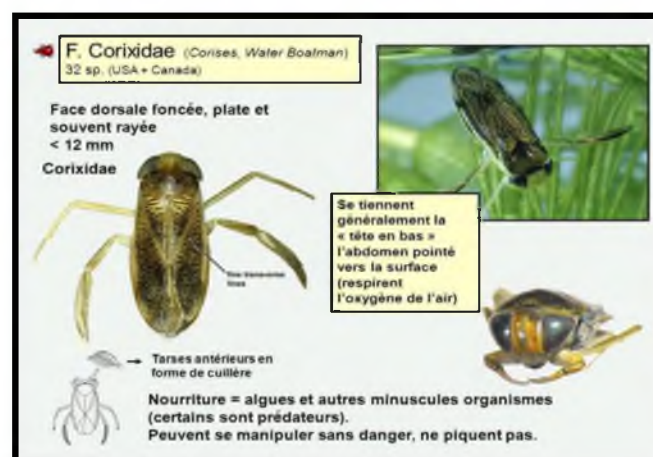 F. Corixidae (Corises, Water Boatman)
32 sp. (USA + Canada)
Face dorsale foncée, plate et
souvent rayée
< 12 mm
Corixidae
Se tiennent
généralement la
« tête en bas »
l'abdomen pointé
vers la surface
(respirent
l'oxygène de l'air)
transverse
lines
Tarses antérieurs en
forme de cuillère
Nourriture = algues et autres minuscules organismes
(certains sont prédateurs).
Peuvent se manipuler sans danger, ne piquent pas.